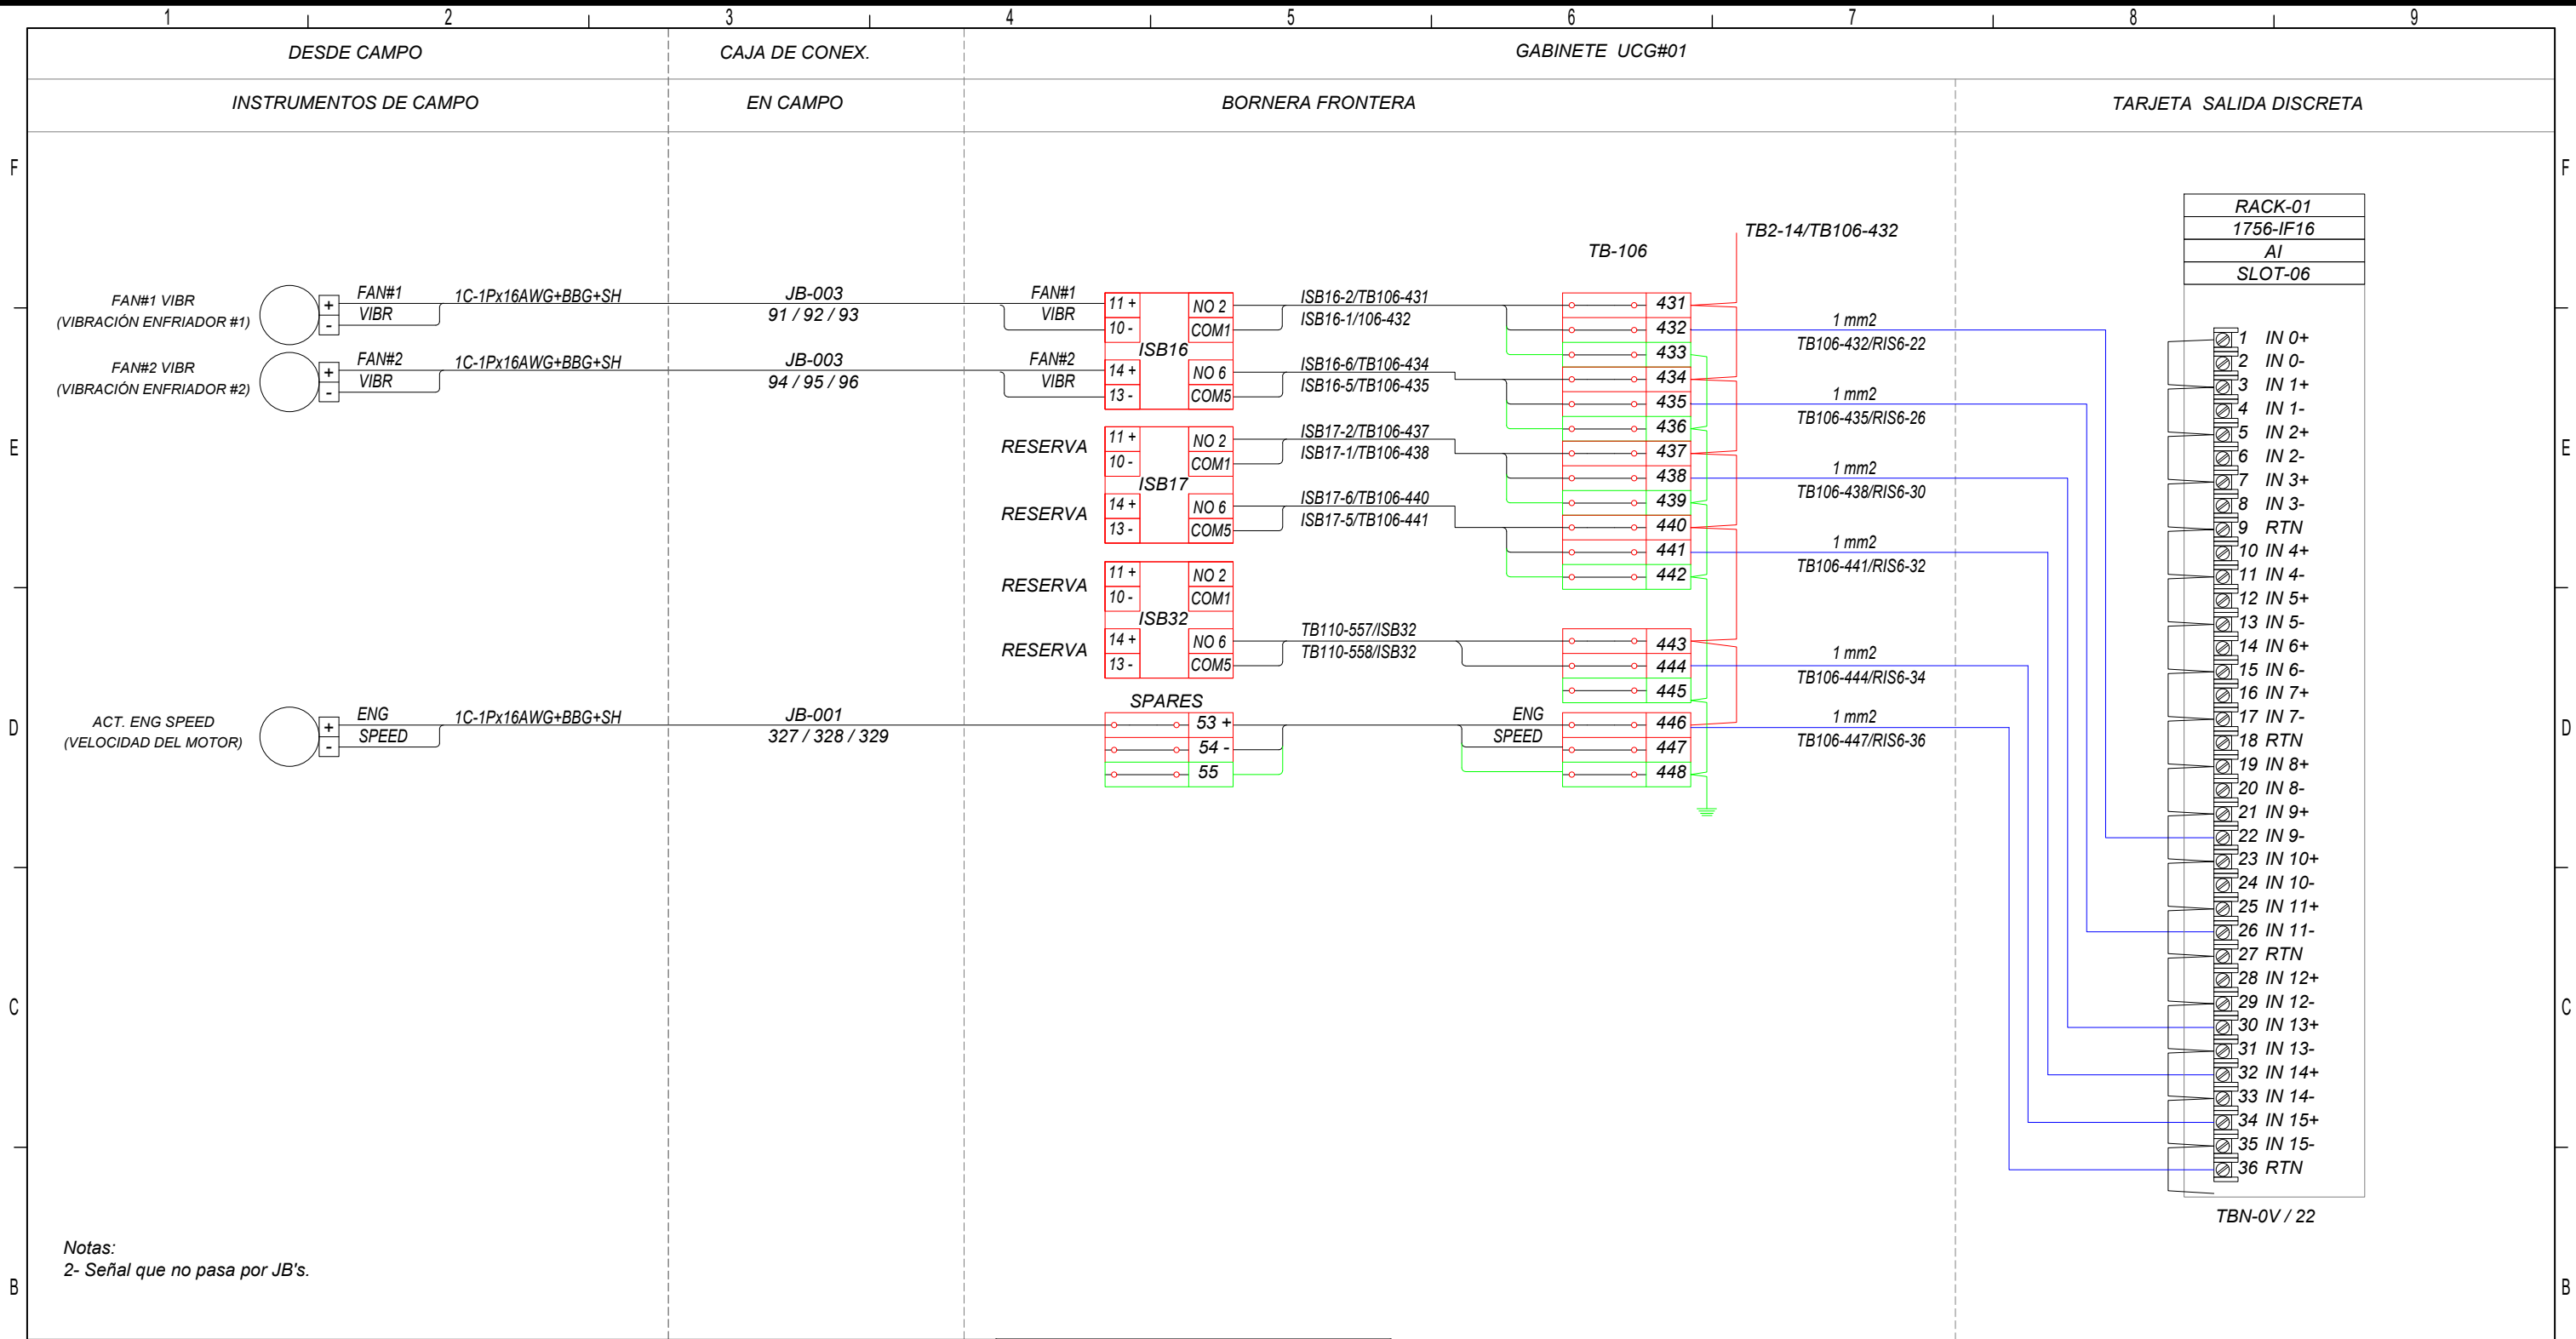 1 2 3 4 5 6 7 8 9
DESDE CAMPO
CAJA DE CONEX.
GABINETE UCG#01
INSTRUMENTOS DE CAMPO
EN CAMPO
BORNERA FRONTERA
TARJETA SALIDA DISCRETA
F
F
E
E
D
D
C
C
B
B
FAN#1 VIBR
(VIBRACIÓN ENFRIADOR #1)
+
-
FAN#1
VIBR
1C-1Px16AWG+BBG+SH
JB-003
91 / 92 / 93
FAN#1
VIBR
FAN#2 VIBR
(VIBRACIÓN ENFRIADOR #2)
+
-
FAN#2
VIBR
1C-1Px16AWG+BBG+SH
JB-003
94 / 95 / 96
FAN#2
VIBR
11 +
10 -
NO 2
COM1
ISB16
14 +
13 -
NO 6
COM5
RESERVA
11 +
10 -
NO 2
COM1
ISB17
RESERVA
14 +
13 -
NO 6
COM5
RESERVA
11 +
10 -
NO 2
COM1
ISB32
RESERVA
14 +
13 -
NO 6
COM5
ACT. ENG SPEED
(VELOCIDAD DEL MOTOR)
+
-
ENG
SPEED
1C-1Px16AWG+BBG+SH
JB-001
327 / 328 / 329
SPARES
53 +
54 -
55
ISB16-2/TB106-431
ISB16-1/106-432
ISB16-6/TB106-434
ISB16-5/TB106-435
ISB17-2/TB106-437
ISB17-1/TB106-438
ISB17-6/TB106-440
ISB17-5/TB106-441
TB110-557/ISB32
TB110-558/ISB32
ENG
SPEED
TB-106
TB2-14/TB106-432
431
432
433
434
435
436
437
438
439
440
441
442
443
444
445
446
447
448
1 mm2
TB106-432/RIS6-22
1 mm2
TB106-435/RIS6-26
1 mm2
TB106-438/RIS6-30
1 mm2
TB106-441/RIS6-32
1 mm2
TB106-444/RIS6-34
1 mm2
TB106-447/RIS6-36
RACK-01
1756-IF16
AI
SLOT-06
1 IN 0+
2 IN 0-
3 IN 1+
4 IN 1-
5 IN 2+
6 IN 2-
7 IN 3+
8 IN 3-
9 RTN
10 IN 4+
11 IN 4-
12 IN 5+
13 IN 5-
14 IN 6+
15 IN 6-
16 IN 7+
17 IN 7-
18 RTN
19 IN 8+
20 IN 8-
21 IN 9+
22 IN 9-
23 IN 10+
24 IN 10-
25 IN 11+
26 IN 11-
27 RTN
28 IN 12+
29 IN 12-
30 IN 13+
31 IN 13-
32 IN 14+
33 IN 14-
34 IN 15+
35 IN 15-
36 RTN
TBN-0V / 22
Notas:
2- Señal que no pasa por JB's.